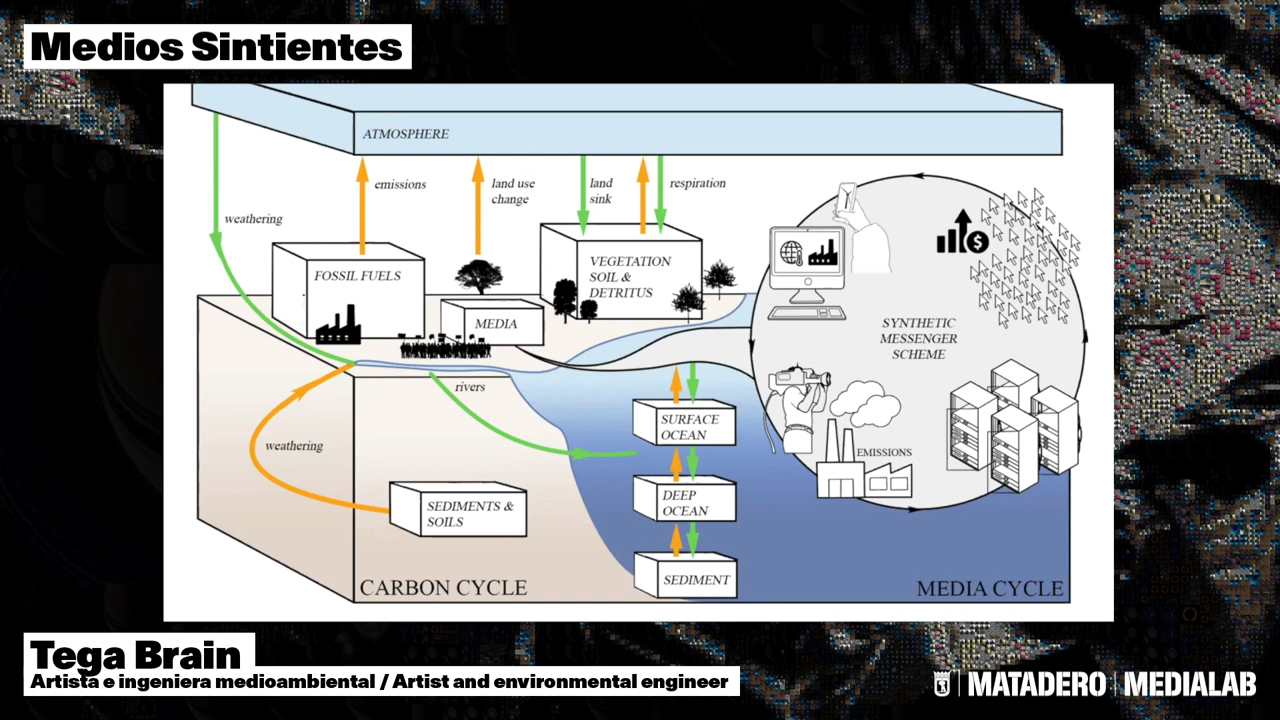 Medios Sintientes
ATMOSPHERE
emissions
land use
change
land
sink
respiration
weathering
FOSSIL FUELS
VEGETATION
SOIL &
DETRITUS
MEDIA
$
SYNTHETIC
MESSENGER
SCHEME
rivers
SURFACE
OCEAN
weathering
EMISSIONS
DEEP
OCEAN
SEDIMENTS &
SOILS
SEDIMENT
CARBON CYCLE
MEDIA CYCLE
Tega Brain
Artista e ingeniera medioambiental / Artist and environmental engineer
MATADERO | MEDIALAB